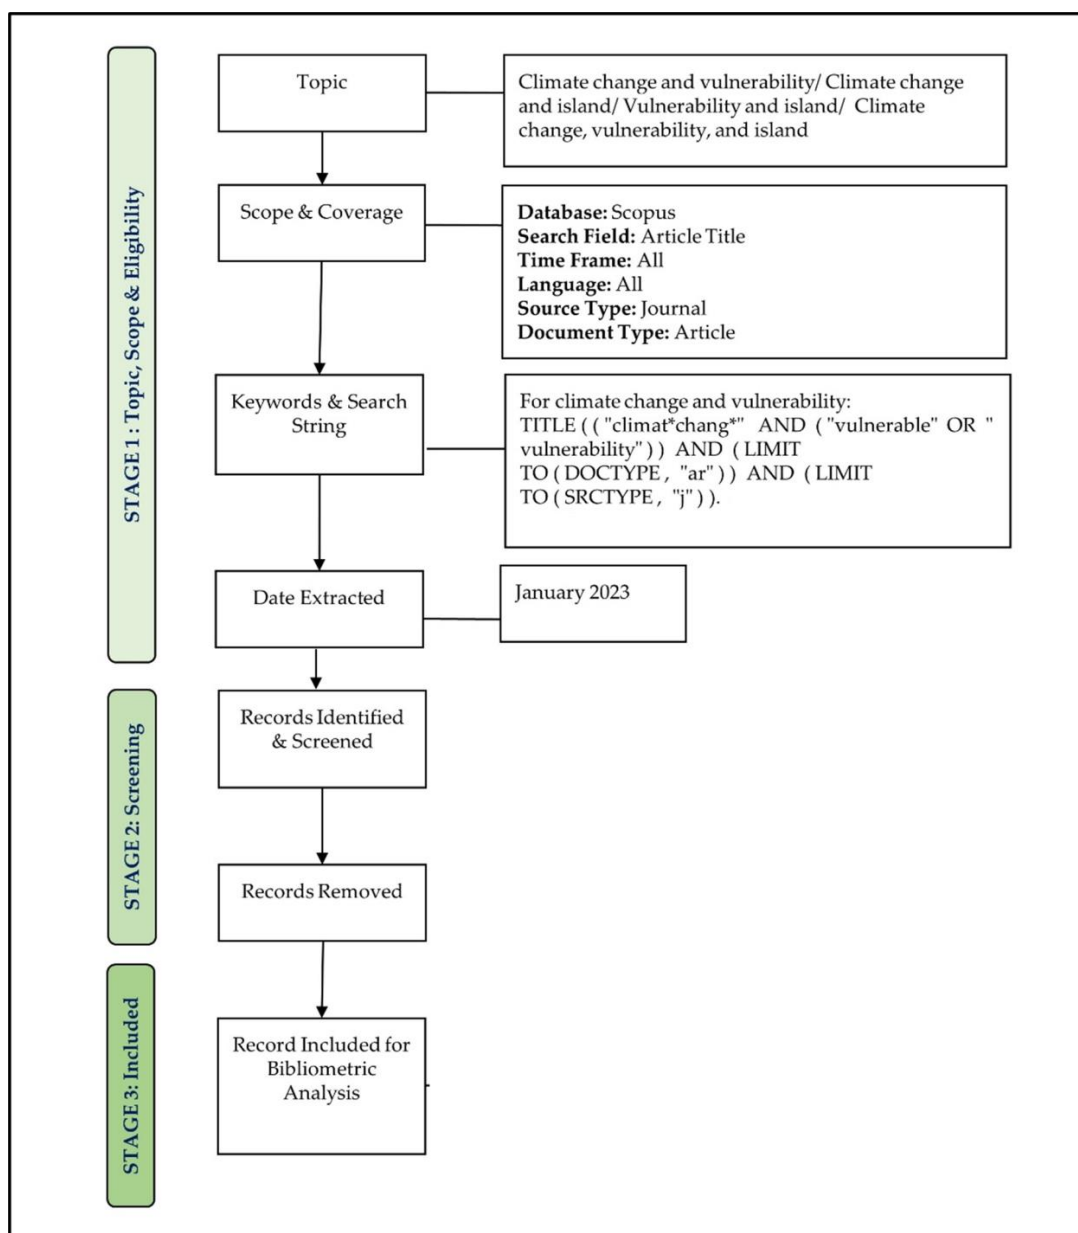 STAGE 1 : Topic, Scope & Eligibility
Topic
Climate change and vulnerability/ Climate change
and island/ Vulnerability and island/ Climate
change, vulnerability, and island
Scope & Coverage
Database: Scopus
Search Field: Article Title
Time Frame: All
Language: All
Source Type: Journal
Document Type: Article
Keywords & Search
String
For climate change and vulnerability:
TITLE ( ( "climat*chang*" AND ( "vulnerable" OR "
vulnerability" ) ) AND ( LIMIT
TO ( DOCTYPE , "ar" ) ) AND ( LIMIT
TO ( SRCTYPE , "j" ) ).
Date Extracted
January 2023
STAGE 2: Screening
Records Identified
& Screened
Records Removed
STAGE 3: Included
Record Included for
Bibliometric
Analysis